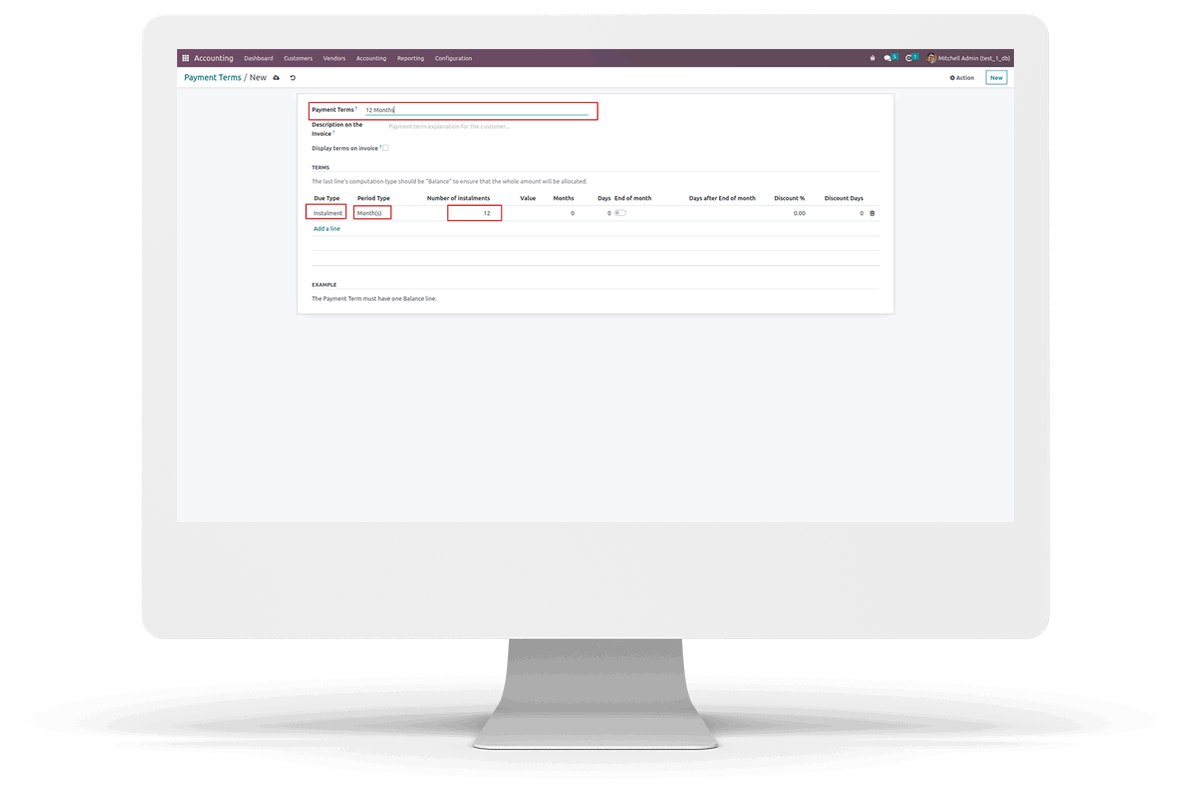 Accounting Dashboard Customers Vendors Accounting Reporting Configuration 5 1 Mitchell Admin (test_1_db)
Payment Terms / New Action New
Payment Terms ? 12 Months
Description on the Invoice ? Payment term explanation for the customer...
Display terms on invoice ?
TERMS
The last line's computation type should be "Balance" to ensure that the whole amount will be allocated.
Due Type Period Type Number of instalments Value Months Days End of month Days after End of month Discount % Discount Days
Instalment Month(s) 12 0 0 0.00 0
Add a line
EXAMPLE
The Payment Term must have one Balance line.